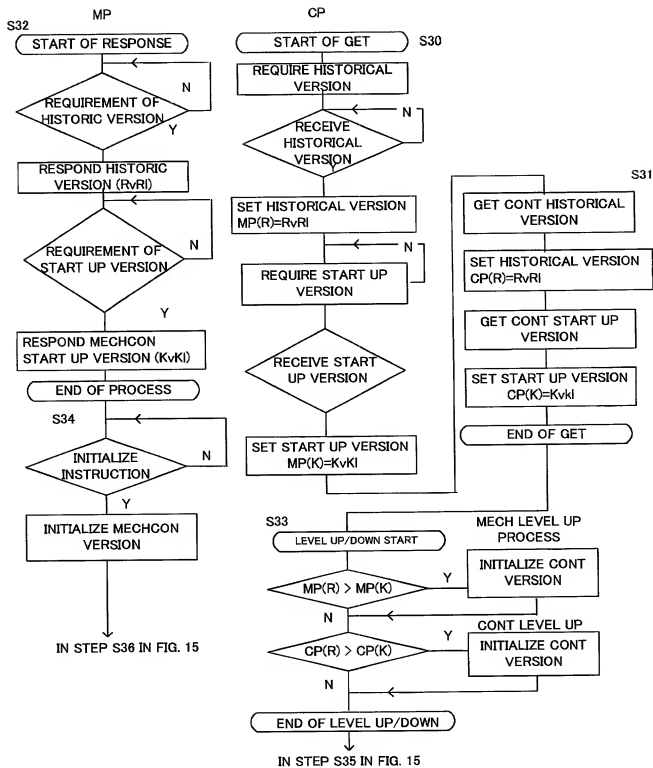 MP
S32
START OF RESPONSE
N
REQUIREMENT OF
HISTORIC VERSION
Y
RESPOND HISTORIC
VERSION (RvRl)
REQUIREMENT OF
START UP VERSION
N
Y
RESPOND MECHCON
START UP VERSION (KvKl)
END OF PROCESS
S34
INITIALIZE
INSTRUCTION
N
Y
INITIALIZE MECHCON
VERSION
IN STEP S36 IN FIG. 15
CP
START OF GET
S30
REQUIRE HISTORICAL
VERSION
N
RECEIVE
HISTORICAL
VERSION
Y
SET HISTORICAL VERSION
MP(R)=RvRl
N
REQUIRE START UP
VERSION
RECEIVE START
UP VERSION
SET START UP VERSION
MP(K)=KvKl
S31
GET CONT HISTORICAL
VERSION
SET HISTORICAL VERSION
CP(R)=RvRl
GET CONT START UP
VERSION
SET START UP VERSION
CP(K)=Kvkl
END OF GET
S33
LEVEL UP/DOWN START
MECH LEVEL UP
PROCESS
MP(R) > MP(K)
Y
INITIALIZE CONT
VERSION
N
CONT LEVEL UP
CP(R) > CP(K)
Y
INITIALIZE CONT
VERSION
N
END OF LEVEL UP/DOWN
IN STEP S35 IN FIG. 15